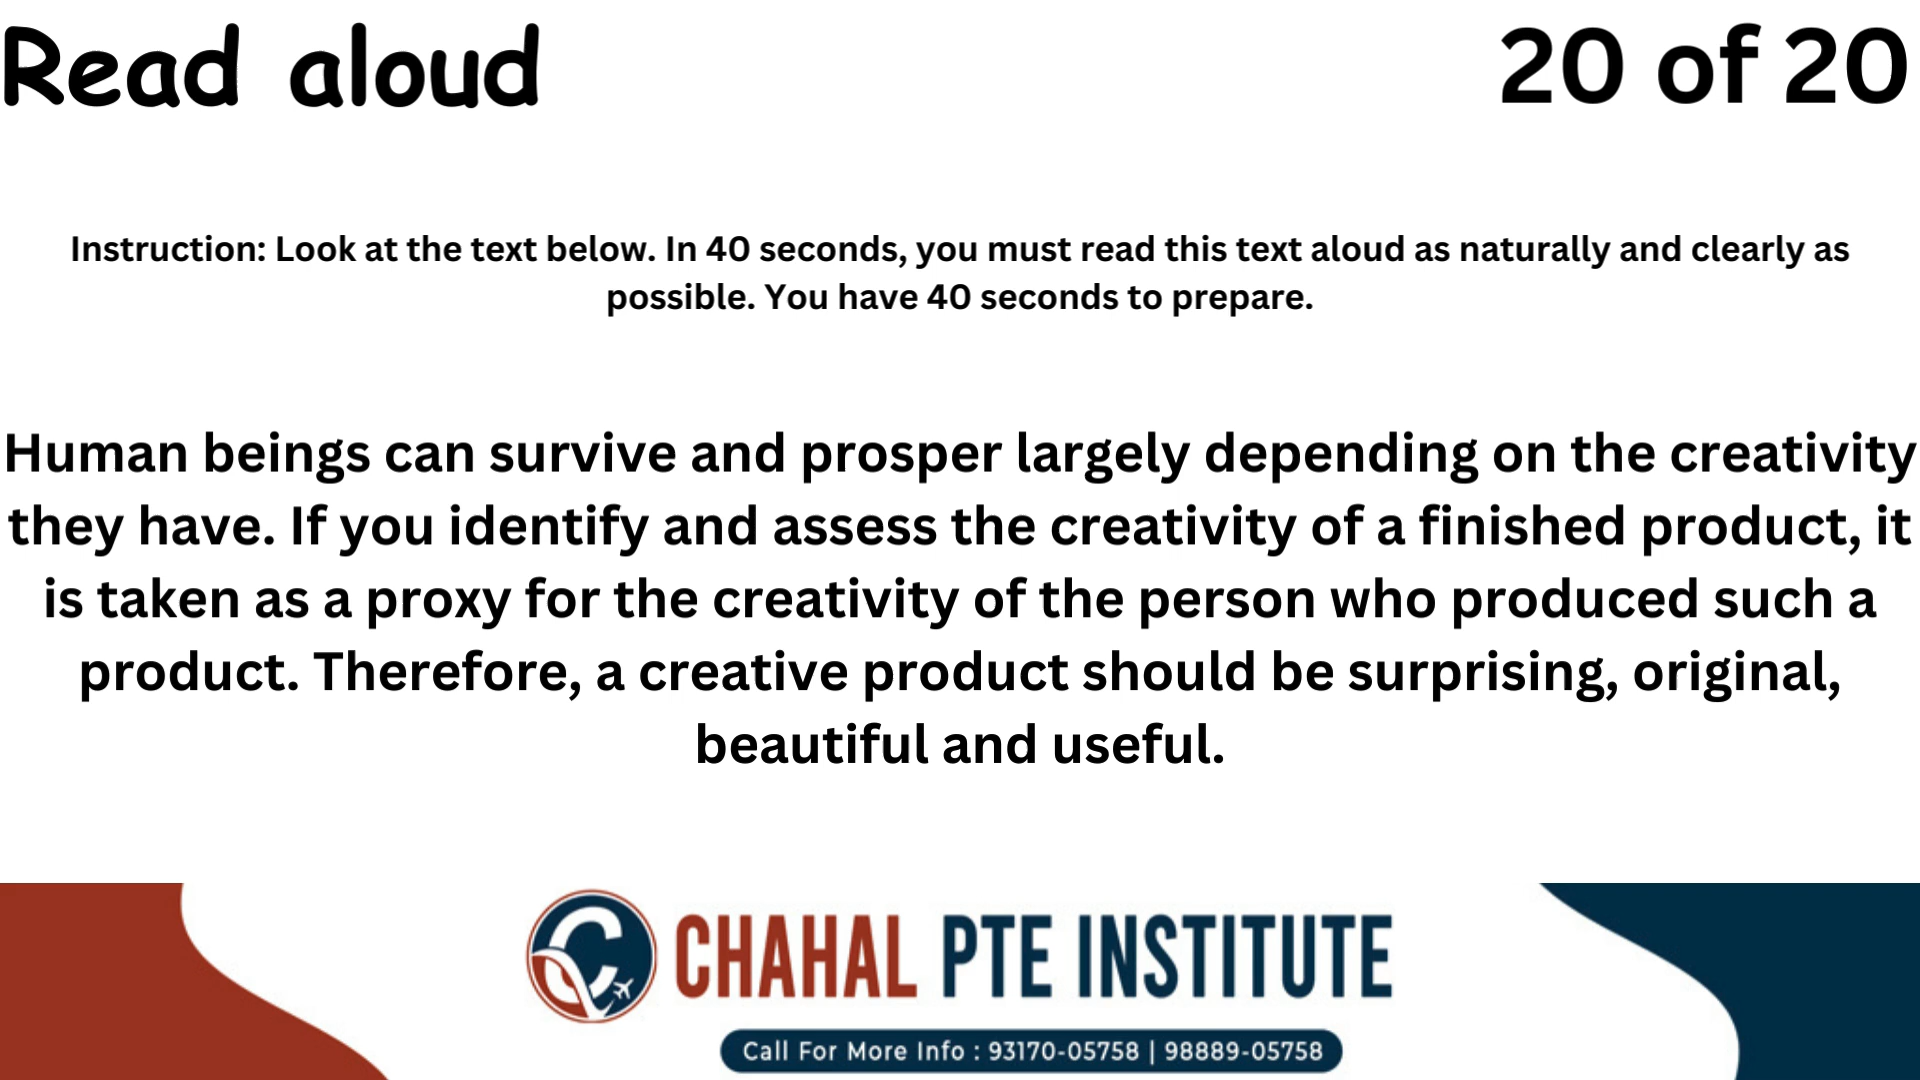 Read aloud
20 of 20
Instruction: Look at the text below. In 40 seconds, you must read this text aloud as naturally and clearly as
possible. You have 40 seconds to prepare.
Human beings can survive and prosper largely depending on the creativity
they have. If you identify and assess the creativity of a finished product, it
is taken as a proxy for the creativity of the person who produced such a
product. Therefore, a creative product should be surprising, original,
beautiful and useful.
CHAHAL PTE INSTITUTE
Call For More Info : 93170-05758 | 98889-05758